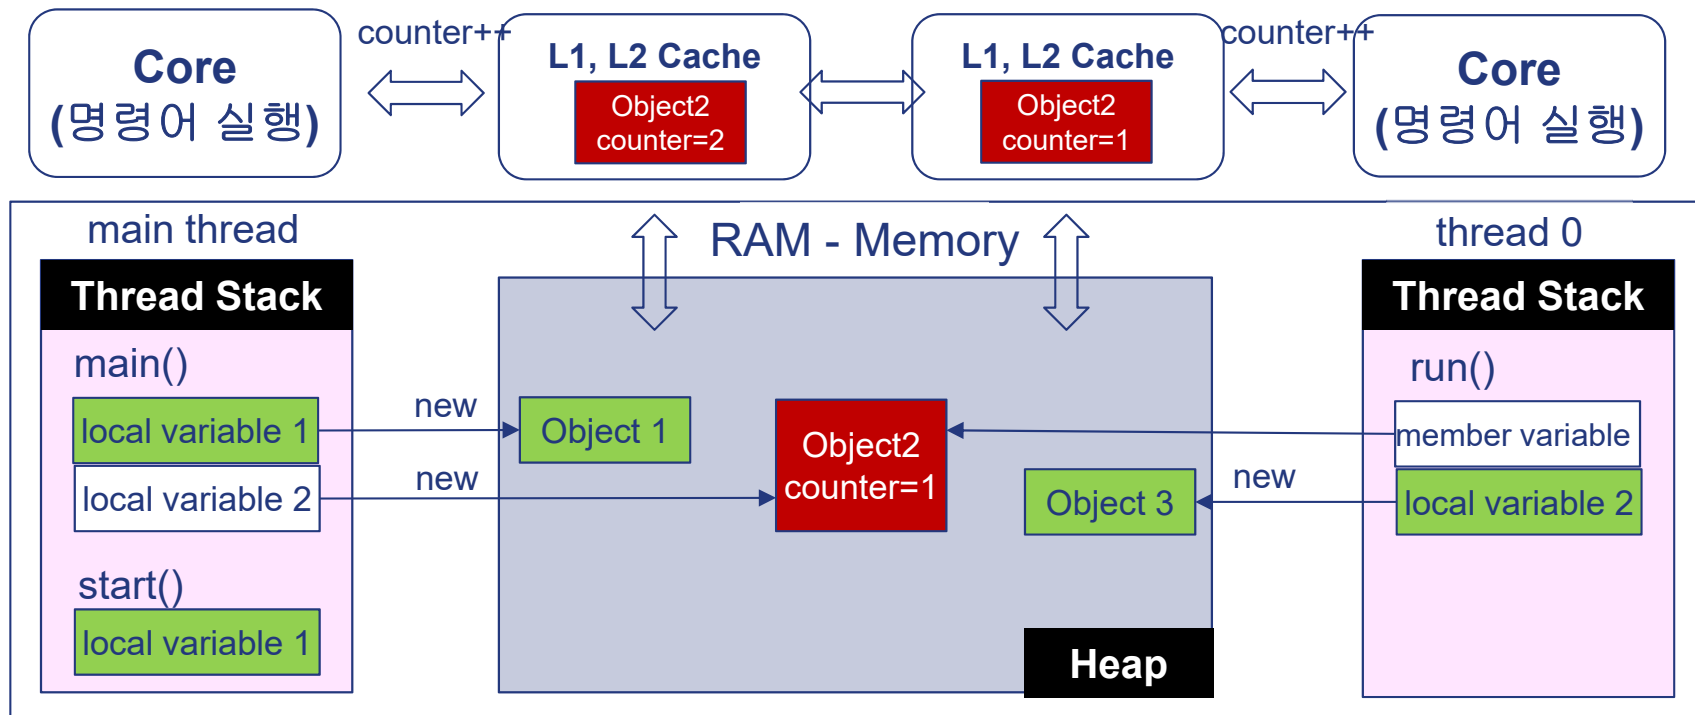 Core
(명령어 실행)
counter++
L1, L2 Cache
Object2
counter=2
L1, L2 Cache
Object2
counter=1
counter++
Core
(명령어 실행)
main thread
RAM - Memory
thread 0
Thread Stack
main()
local variable 1
local variable 2
start()
local variable 1
new
new
Object 1
Object2
counter=1
Object 3
new
Heap
Thread Stack
run()
member variable
local variable 2